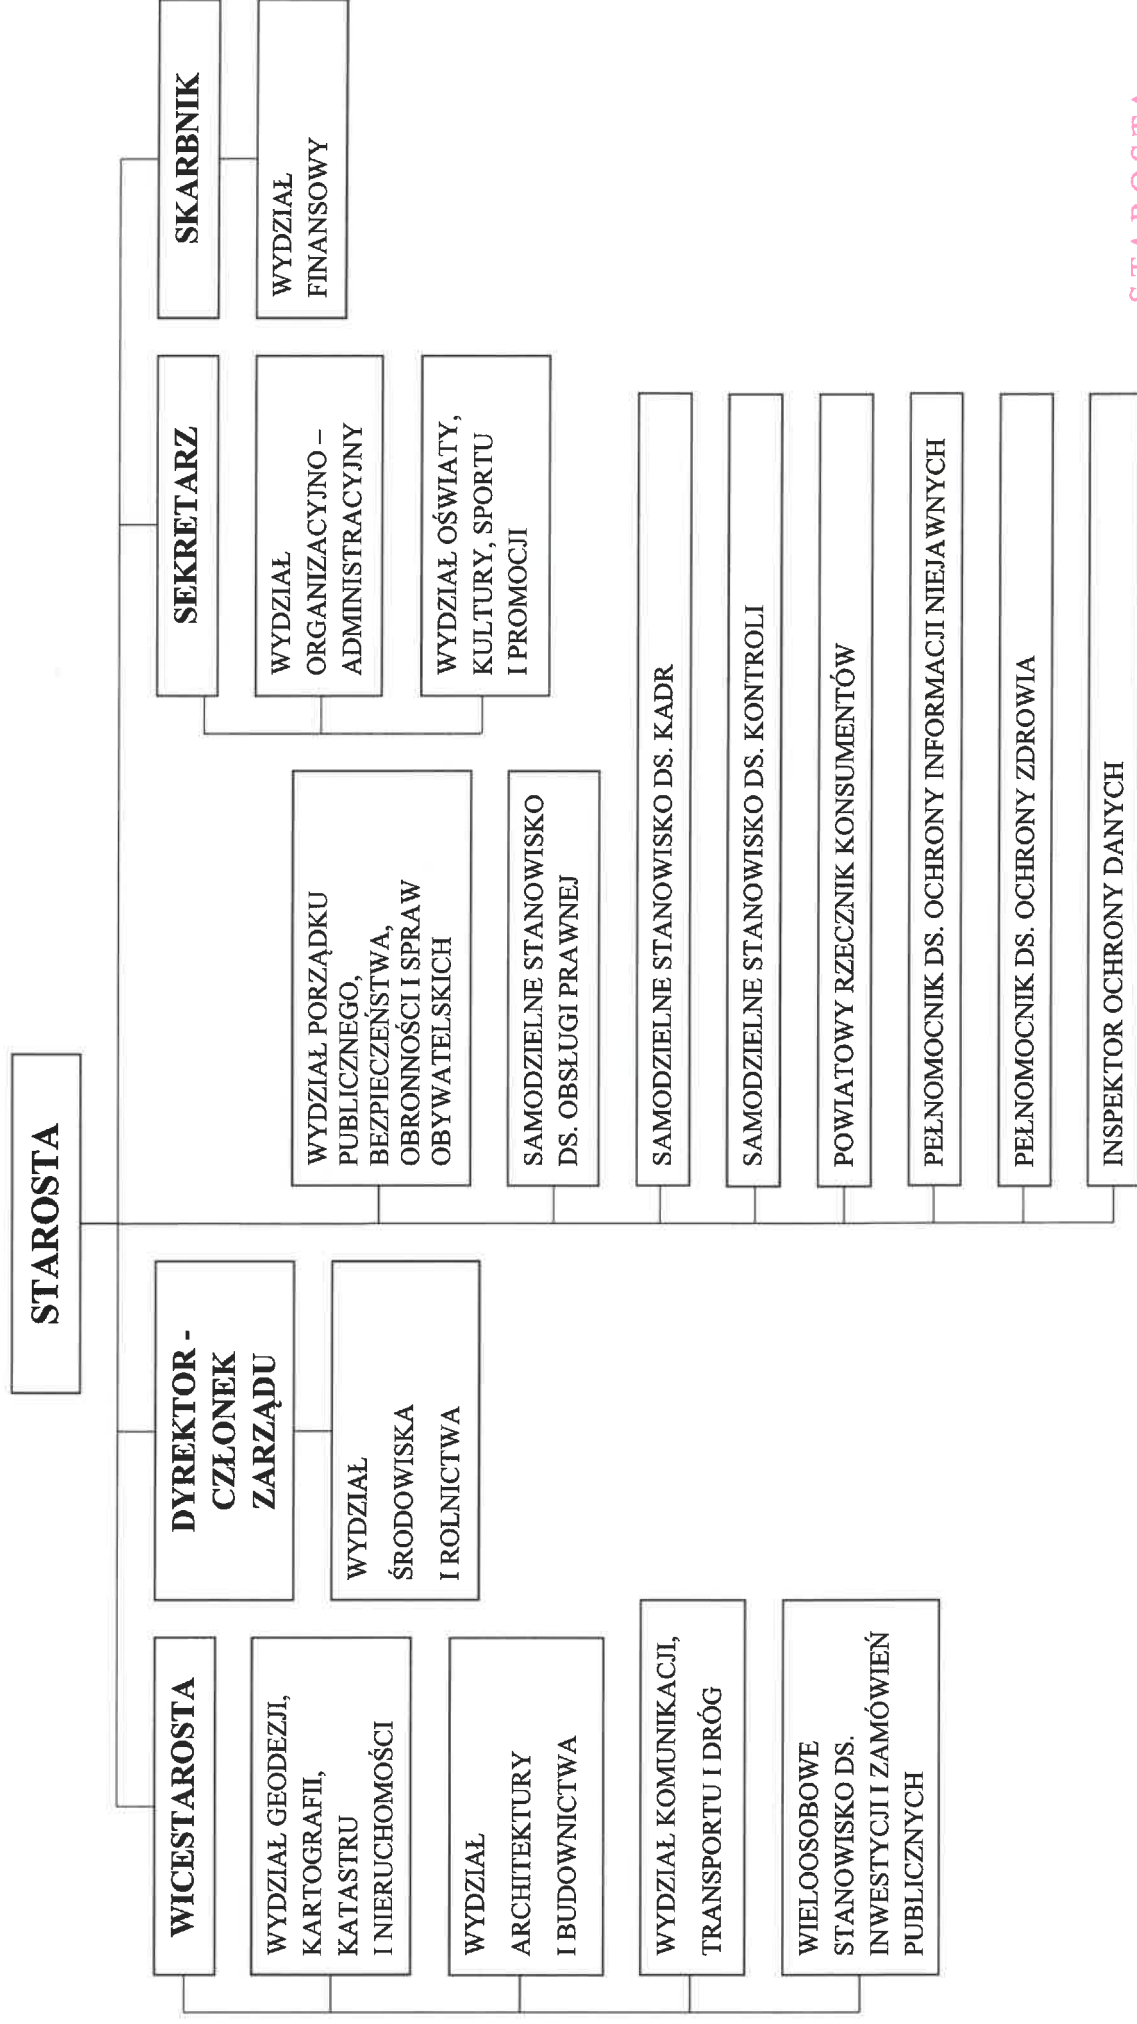 STAROSTA
WICESTAROSTA
WYDZIAŁ GEODEZJI,
KARTOGRAFII,
KATASTRU
I NIERUCHOMOŚCI
WYDZIAŁ
ARCHITEKTURY
I BUDOWNICTWA
WYDZIAŁ KOMUNIKACJI,
TRANSPORTU I DRÓG
WIELOOSOBOWE
STANOWISKO DS.
INWESTYCJI I ZAMÓWIEŃ
PUBLICZNYCH
DYREKTOR -
CZŁONEK
ZARZĄDU
WYDZIAŁ
ŚRODOWISKA
I ROLNICTWA
WYDZIAŁ PORZĄDKU
PUBLICZNEGO,
BEZPIECZEŃSTWA,
OBRONNOŚCI I SPRAW
OBYWATELSKICH
SAMODZIELNE STANOWISKO
DS. OBSŁUGI PRAWNEJ
SAMODZIELNE STANOWISKO DS. KADR
SAMODZIELNE STANOWISKO DS. KONTROLI
POWIATOWY RZECZNIK KONSUMENTÓW
PEŁNOMOCNIK DS. OCHRONY INFORMACJI NIEJAWNYCH
PEŁNOMOCNIK DS. OCHRONY ZDROWIA
INSPEKTOR OCHRONY DANYCH
SEKRETARZ
WYDZIAŁ
ORGANIZACYJNO –
ADMINISTRACYJNY
WYDZIAŁ OŚWIATY,
KULTURY, SPORTU
I PROMOCJI
SKARBNIK
WYDZIAŁ
FINANSOWY
STAROSTA